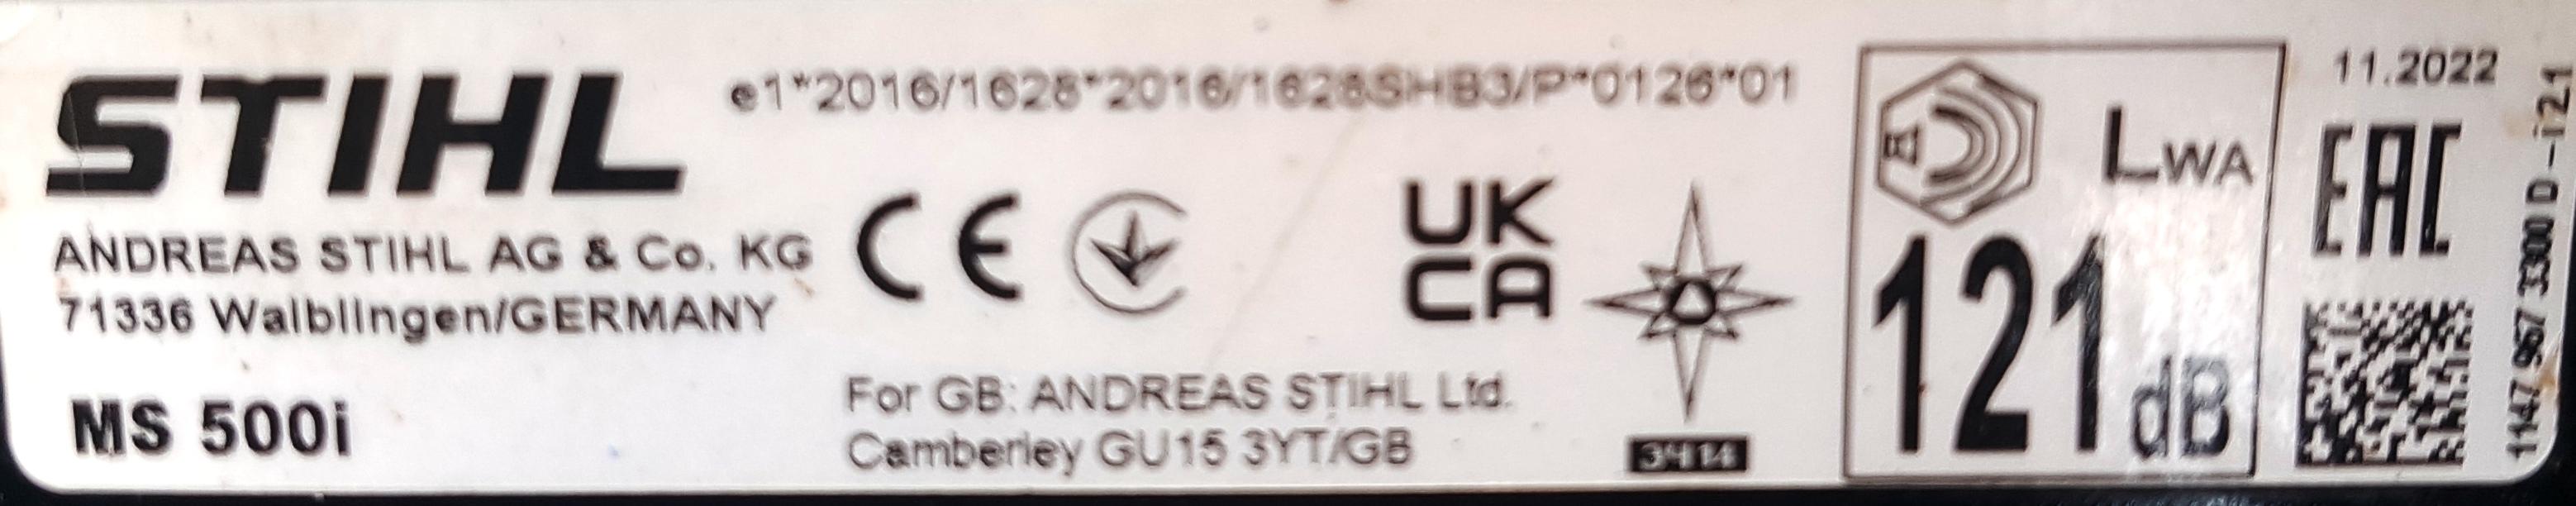 STIHL
e1*2016/1628*2016/1628SHB3/P*0126*01
ANDREAS STIHL AG & Co. KG
71336 Waiblingen/GERMANY
MS 500i
CE
UK
CA
For GB: ANDREAS STIHL Ltd.
Camberley GU15 3YT/GB
LWA
121 dB
11.2022
EAC
1147 967 3300 D-i21